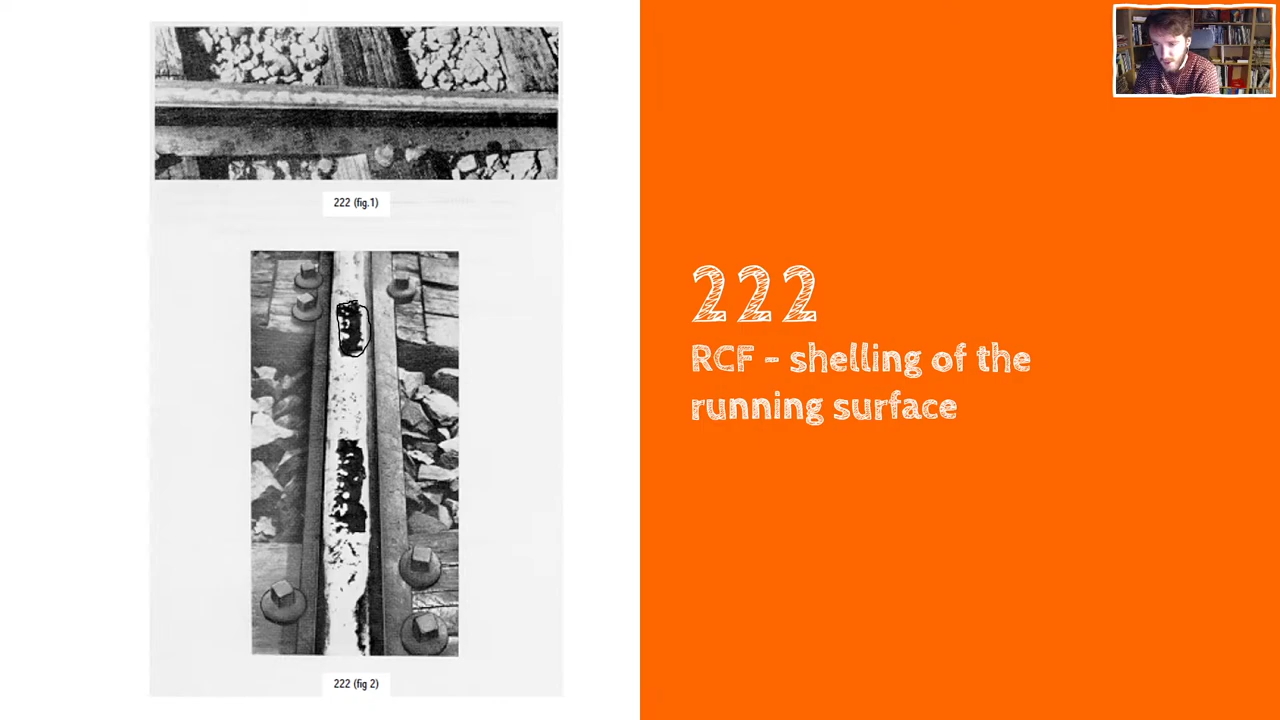 222 (fig.1)
222 (fig 2)
222
RCF - shelling of the
running surface